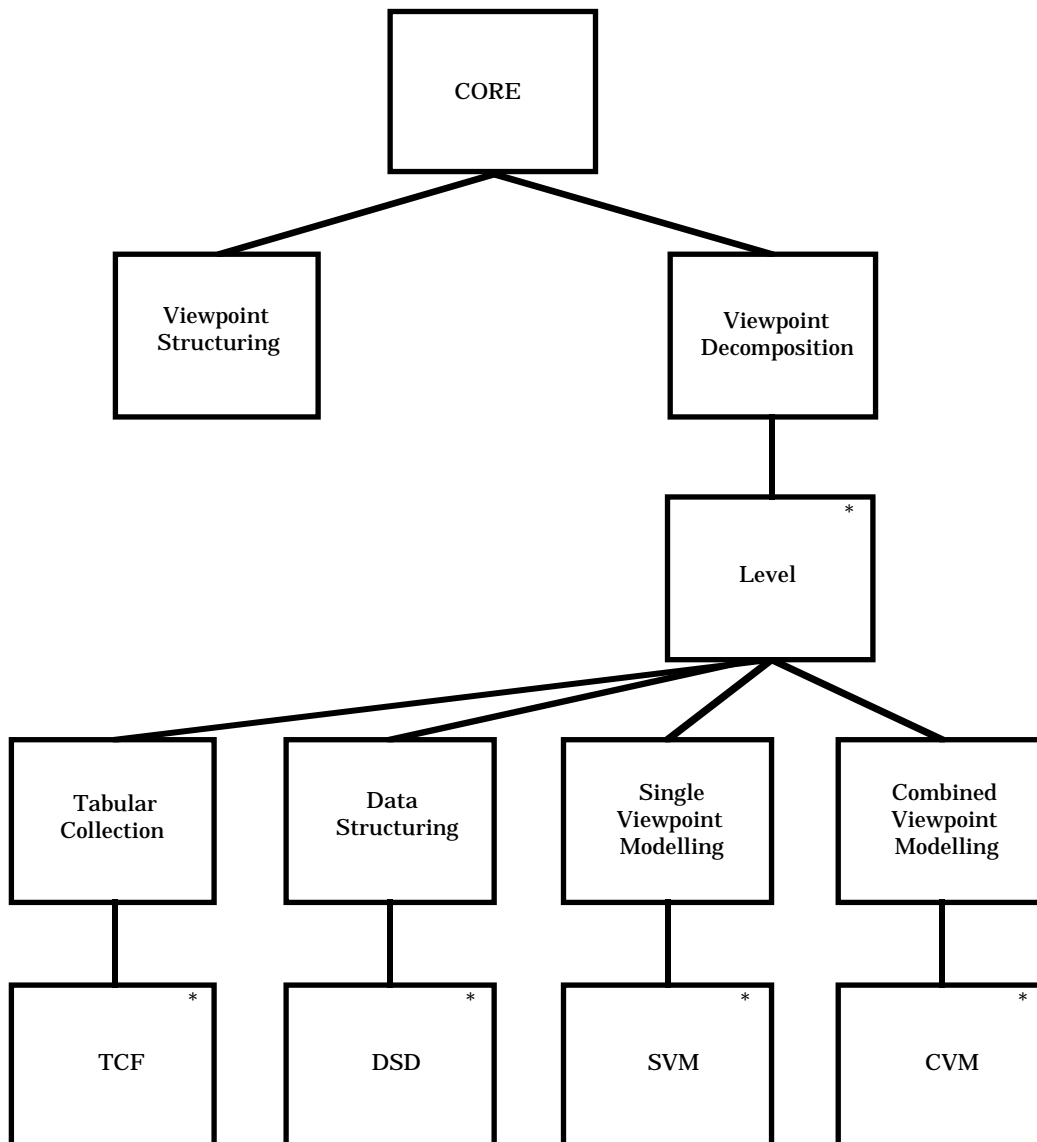 CORE
Viewpoint
Structuring
Viewpoint
Decomposition
*
Level
Tabular
Collection
Data
Structuring
Single
Viewpoint
Modelling
Combined
Viewpoint
Modelling
*
TCF
*
DSD
*
SVM
*
CVM